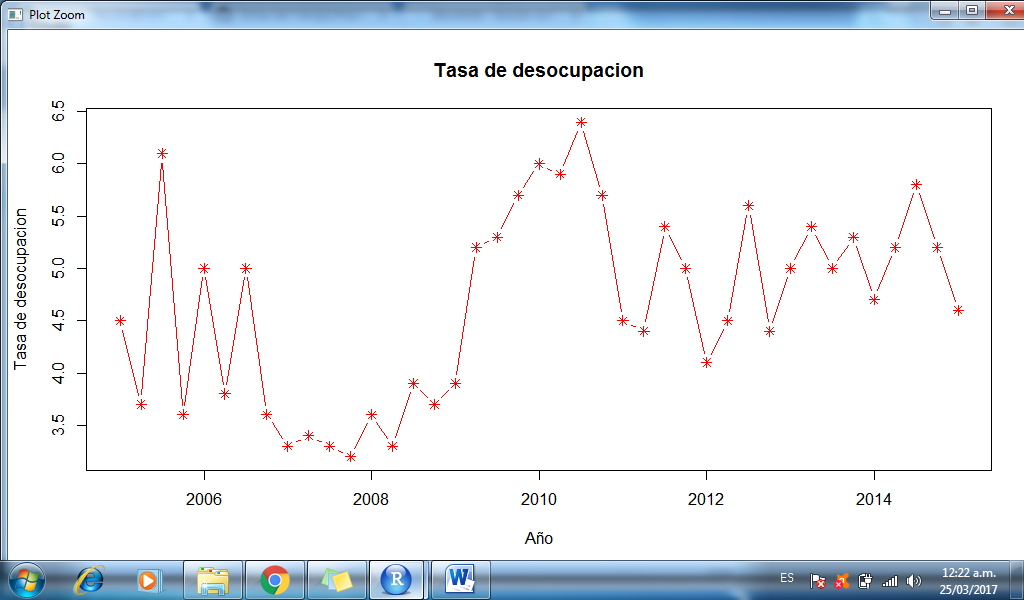 Plot Zoom
Tasa de desocupacion
Tasa de desocupacion
6.5
6.0
5.5
5.0
4.5
4.0
3.5
2006 2008 2010 2012 2014
Año
R
W
ES
12:22 a.m.
25/03/2017